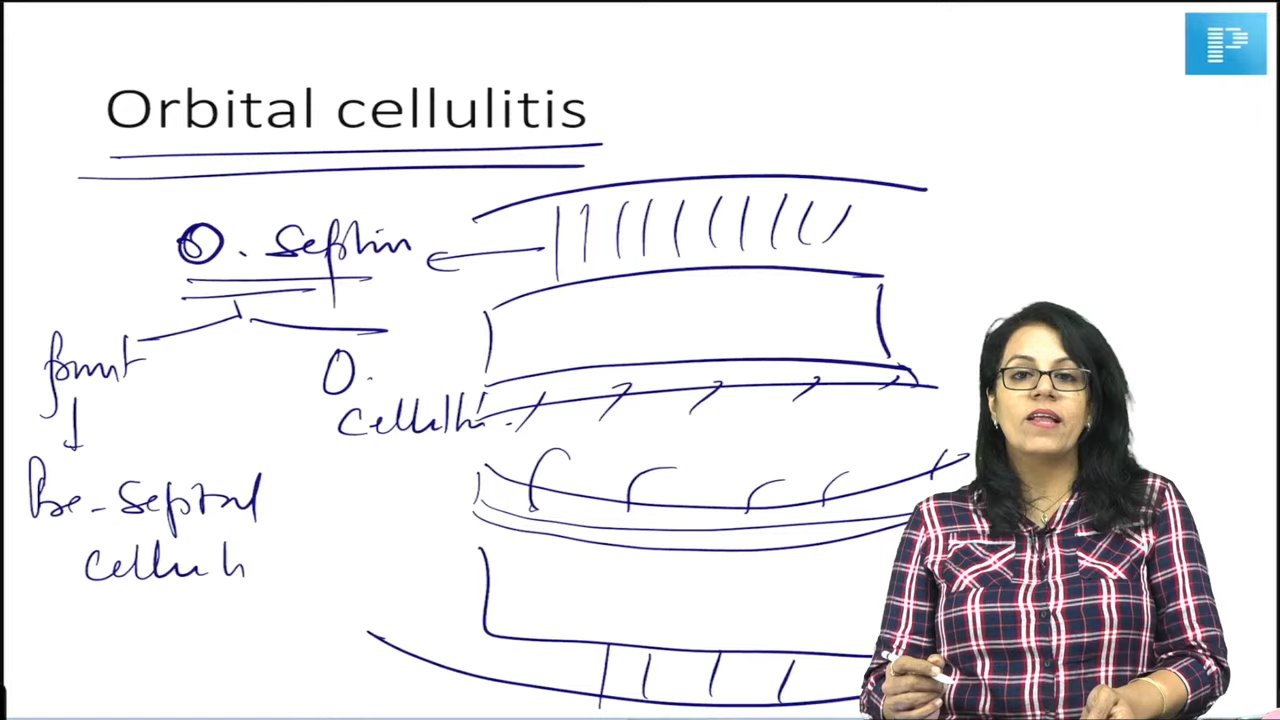 Orbital cellulitis
O. Septum
front
O.
Cellulitis
Pre-Septal
cellulitis
P